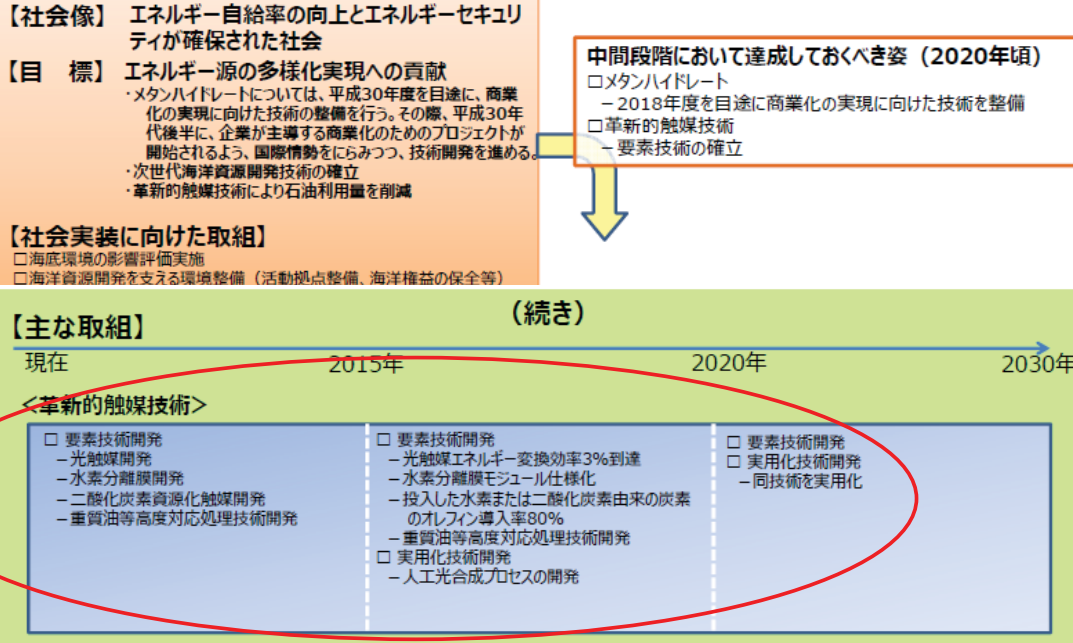 【社会像】 エネルギー自給率の向上とエネルギーセキュリ
ティが確保された社会
【目　標】 エネルギー源の多様化実現への貢献
・メタンハイドレートについては、平成30年度を目途に、商業
化の実現に向けた技術の整備を行う。その際、平成30年
代後半に、企業が主導する商業化のためのプロジェクトが
開始されるよう、国際情勢をにらみつつ、技術開発を進める。
・次世代海洋資源開発技術の確立
・革新的触媒技術により石油利用量を削減
【社会実装に向けた取組】
□海底環境の影響評価実施
□海洋資源開発を支える環境整備（活動拠点整備、海洋権益の保全等）
中間段階において達成しておくべき姿（2020年頃）
□メタンハイドレート
－2018年度を目途に商業化の実現に向けた技術を整備
□革新的触媒技術
－要素技術の確立
（続き）
【主な取組】
現在 2015年 2020年 2030年
＜革新的触媒技術＞
□ 要素技術開発
－光触媒開発
－水素分離膜開発
－二酸化炭素資源化触媒開発
－重質油等高度対応処理技術開発
□ 要素技術開発
－光触媒エネルギー変換効率3%到達
－水素分離膜モジュール仕様化
－投入した水素または二酸化炭素由来の炭素
のオレフィン導入率80%
－重質油等高度対応処理技術開発
□ 実用化技術開発
－人工光合成プロセスの開発
□ 要素技術開発
□ 実用化技術開発
－同技術を実用化